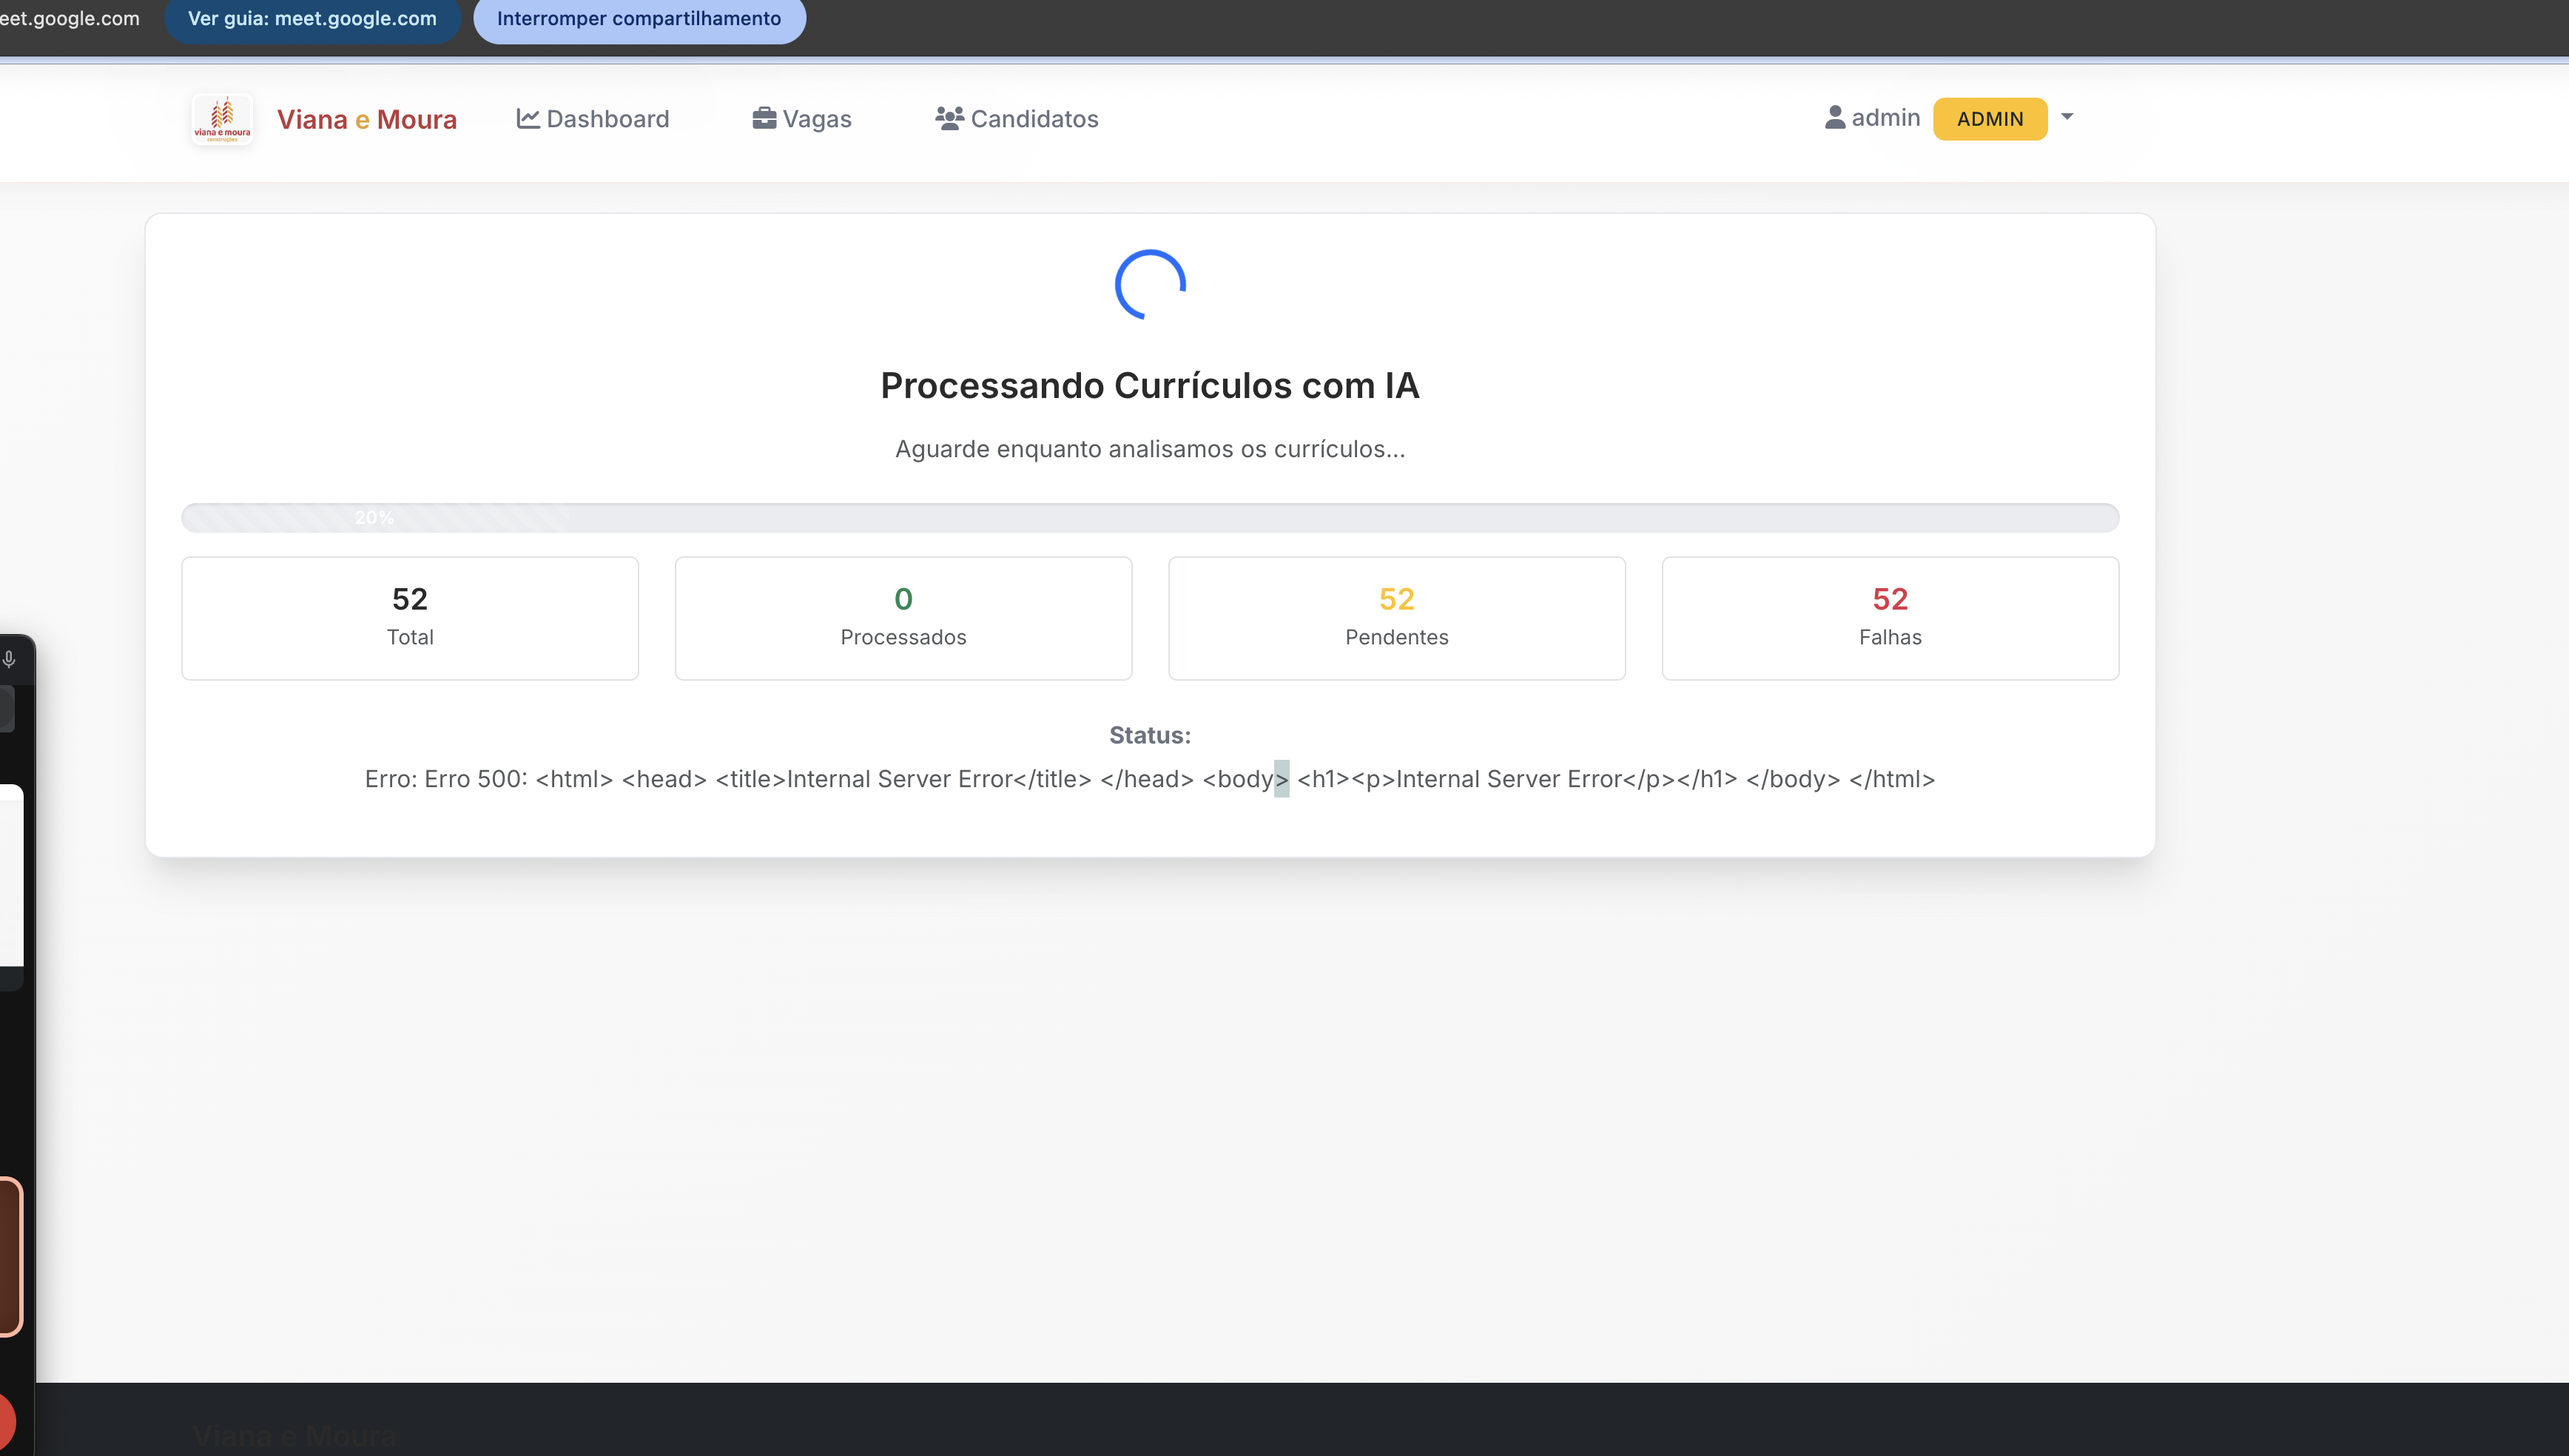 eet.google.com Ver guia: meet.google.com Interromper compartilhamento
viana e moura
construções
Viana e Moura Dashboard Vagas Candidatos admin ADMIN
Processando Currículos com IA
Aguarde enquanto analisamos os currículos...
20%
52 0 52 52
Total Processados Pendentes Falhas
Status:
Erro: Erro 500: <html> <head> <title>Internal Server Error</title> </head> <body> <h1><p>Internal Server Error</p></h1> </body> </html>
Viana e Moura